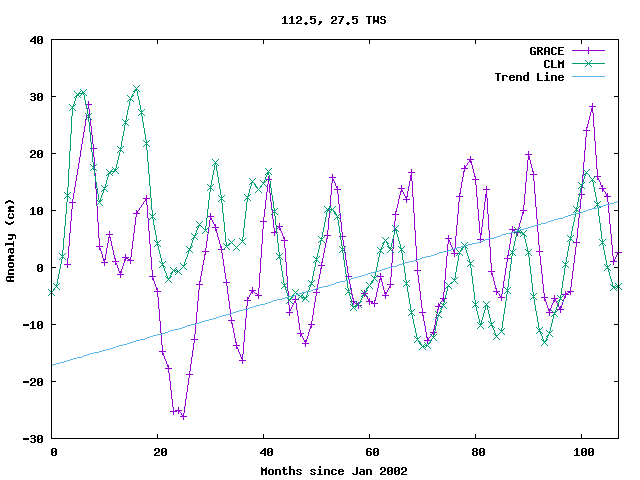 112.5, 27.5 TWS
GRACE
CLM
Trend Line
Anomaly (cm)
40
30
20
10
0
-10
-20
-30
0 20 40 60 80 100
Months since Jan 2002